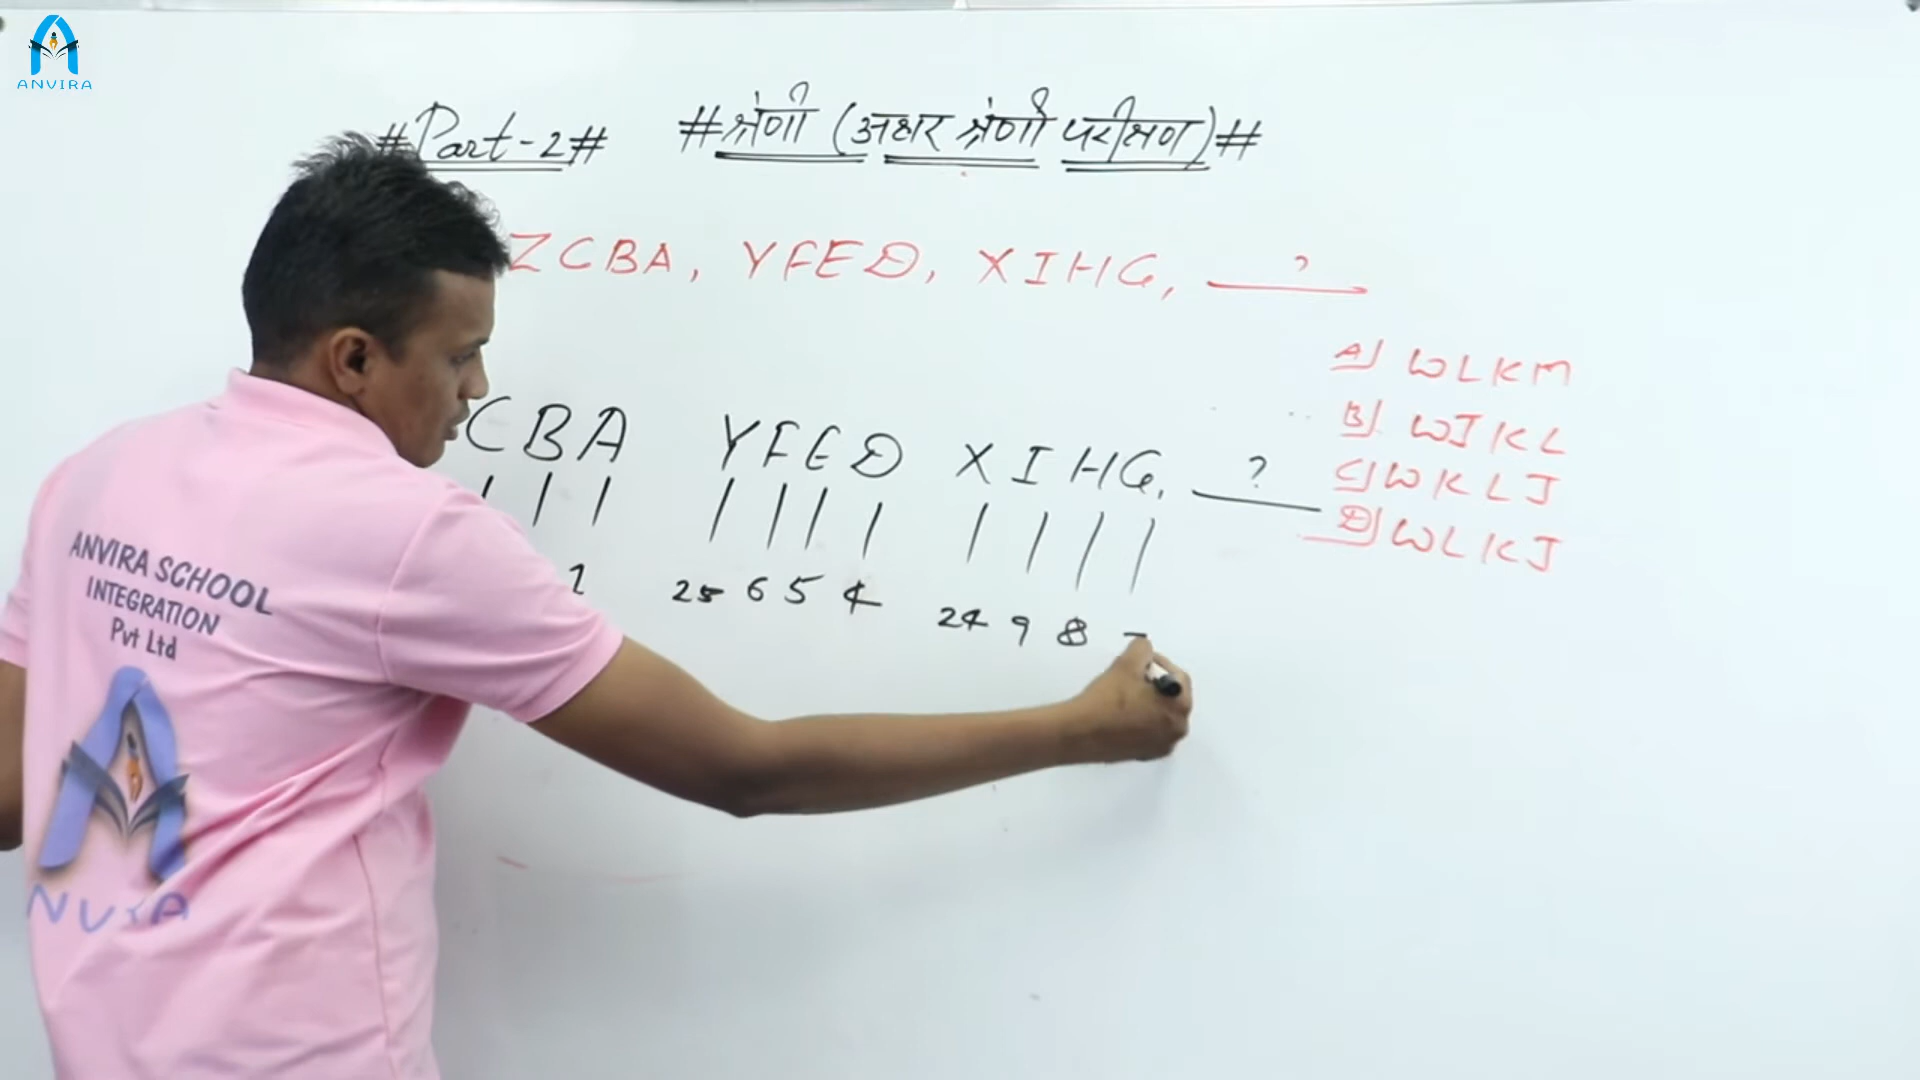 ANVIRA
#Part-2# #श्रेणी (अक्षर श्रेणी परीक्षण)#
ZCBA, YFED, XIHG, ?
A) WLKM
B) WJKL
C) WKLJ
D) WLKJ
CBA YFED XIHG, ?
1 25 6 5 4 24 9 8
ANVIRA SCHOOL
INTEGRATION
Pvt Ltd